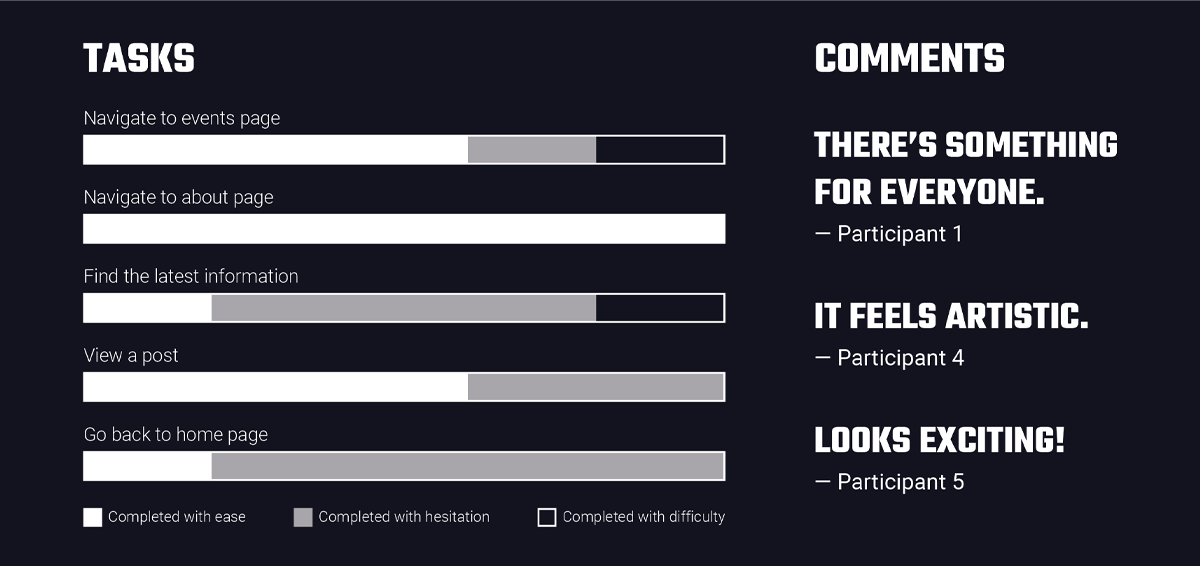 TASKS
Navigate to events page
Navigate to about page
Find the latest information
View a post
Go back to home page
Completed with ease
Completed with hesitation
Completed with difficulty
COMMENTS
THERE’S SOMETHING
FOR EVERYONE.
— Participant 1
IT FEELS ARTISTIC.
— Participant 4
LOOKS EXCITING!
— Participant 5